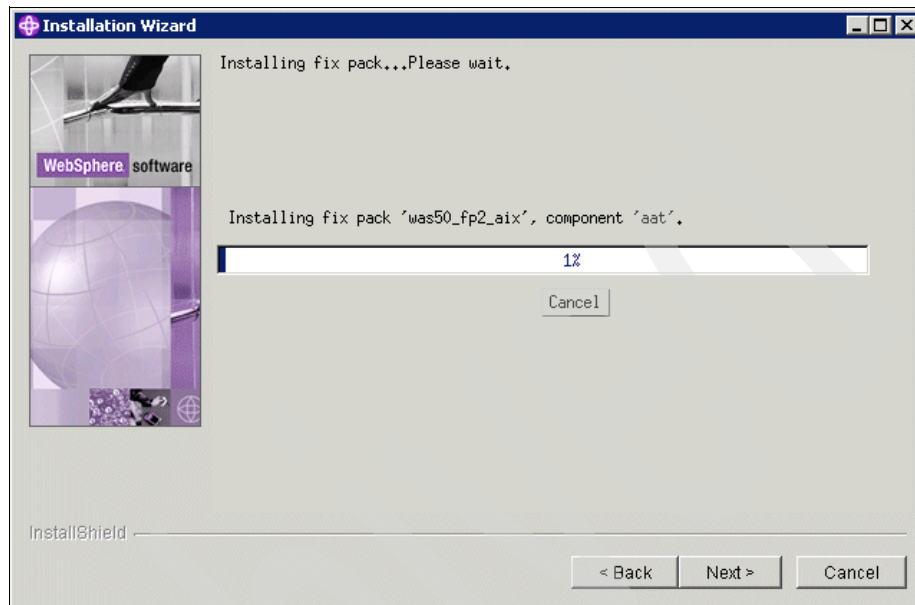 Installation Wizard
Installing fix pack...Please wait.
WebSphere software
Installing fix pack 'was50_fp2_aix', component 'aat'.
1%
Cancel
InstallShield
< Back Next > Cancel